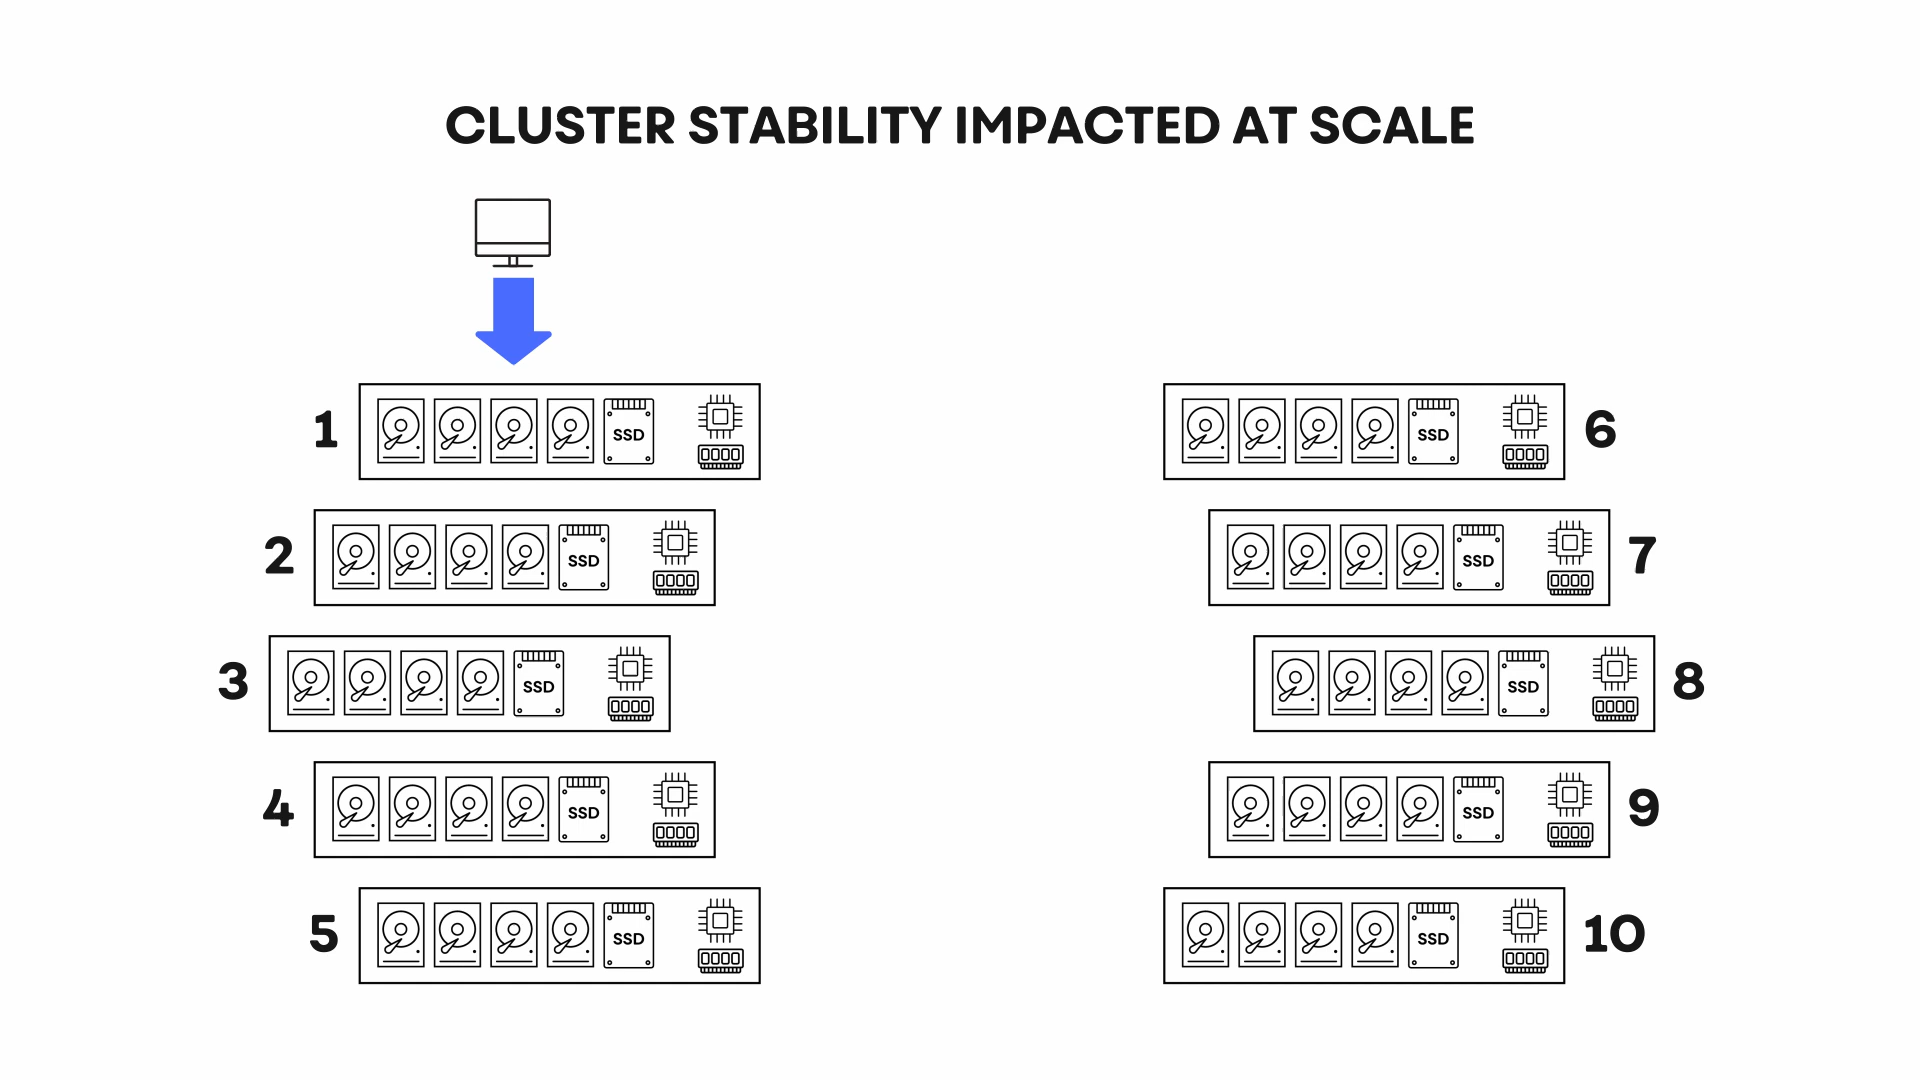 CLUSTER STABILITY IMPACTED AT SCALE
1 SSD
SSD 6
2 SSD
SSD 7
3 SSD
SSD 8
4 SSD
SSD 9
5 SSD
SSD 10